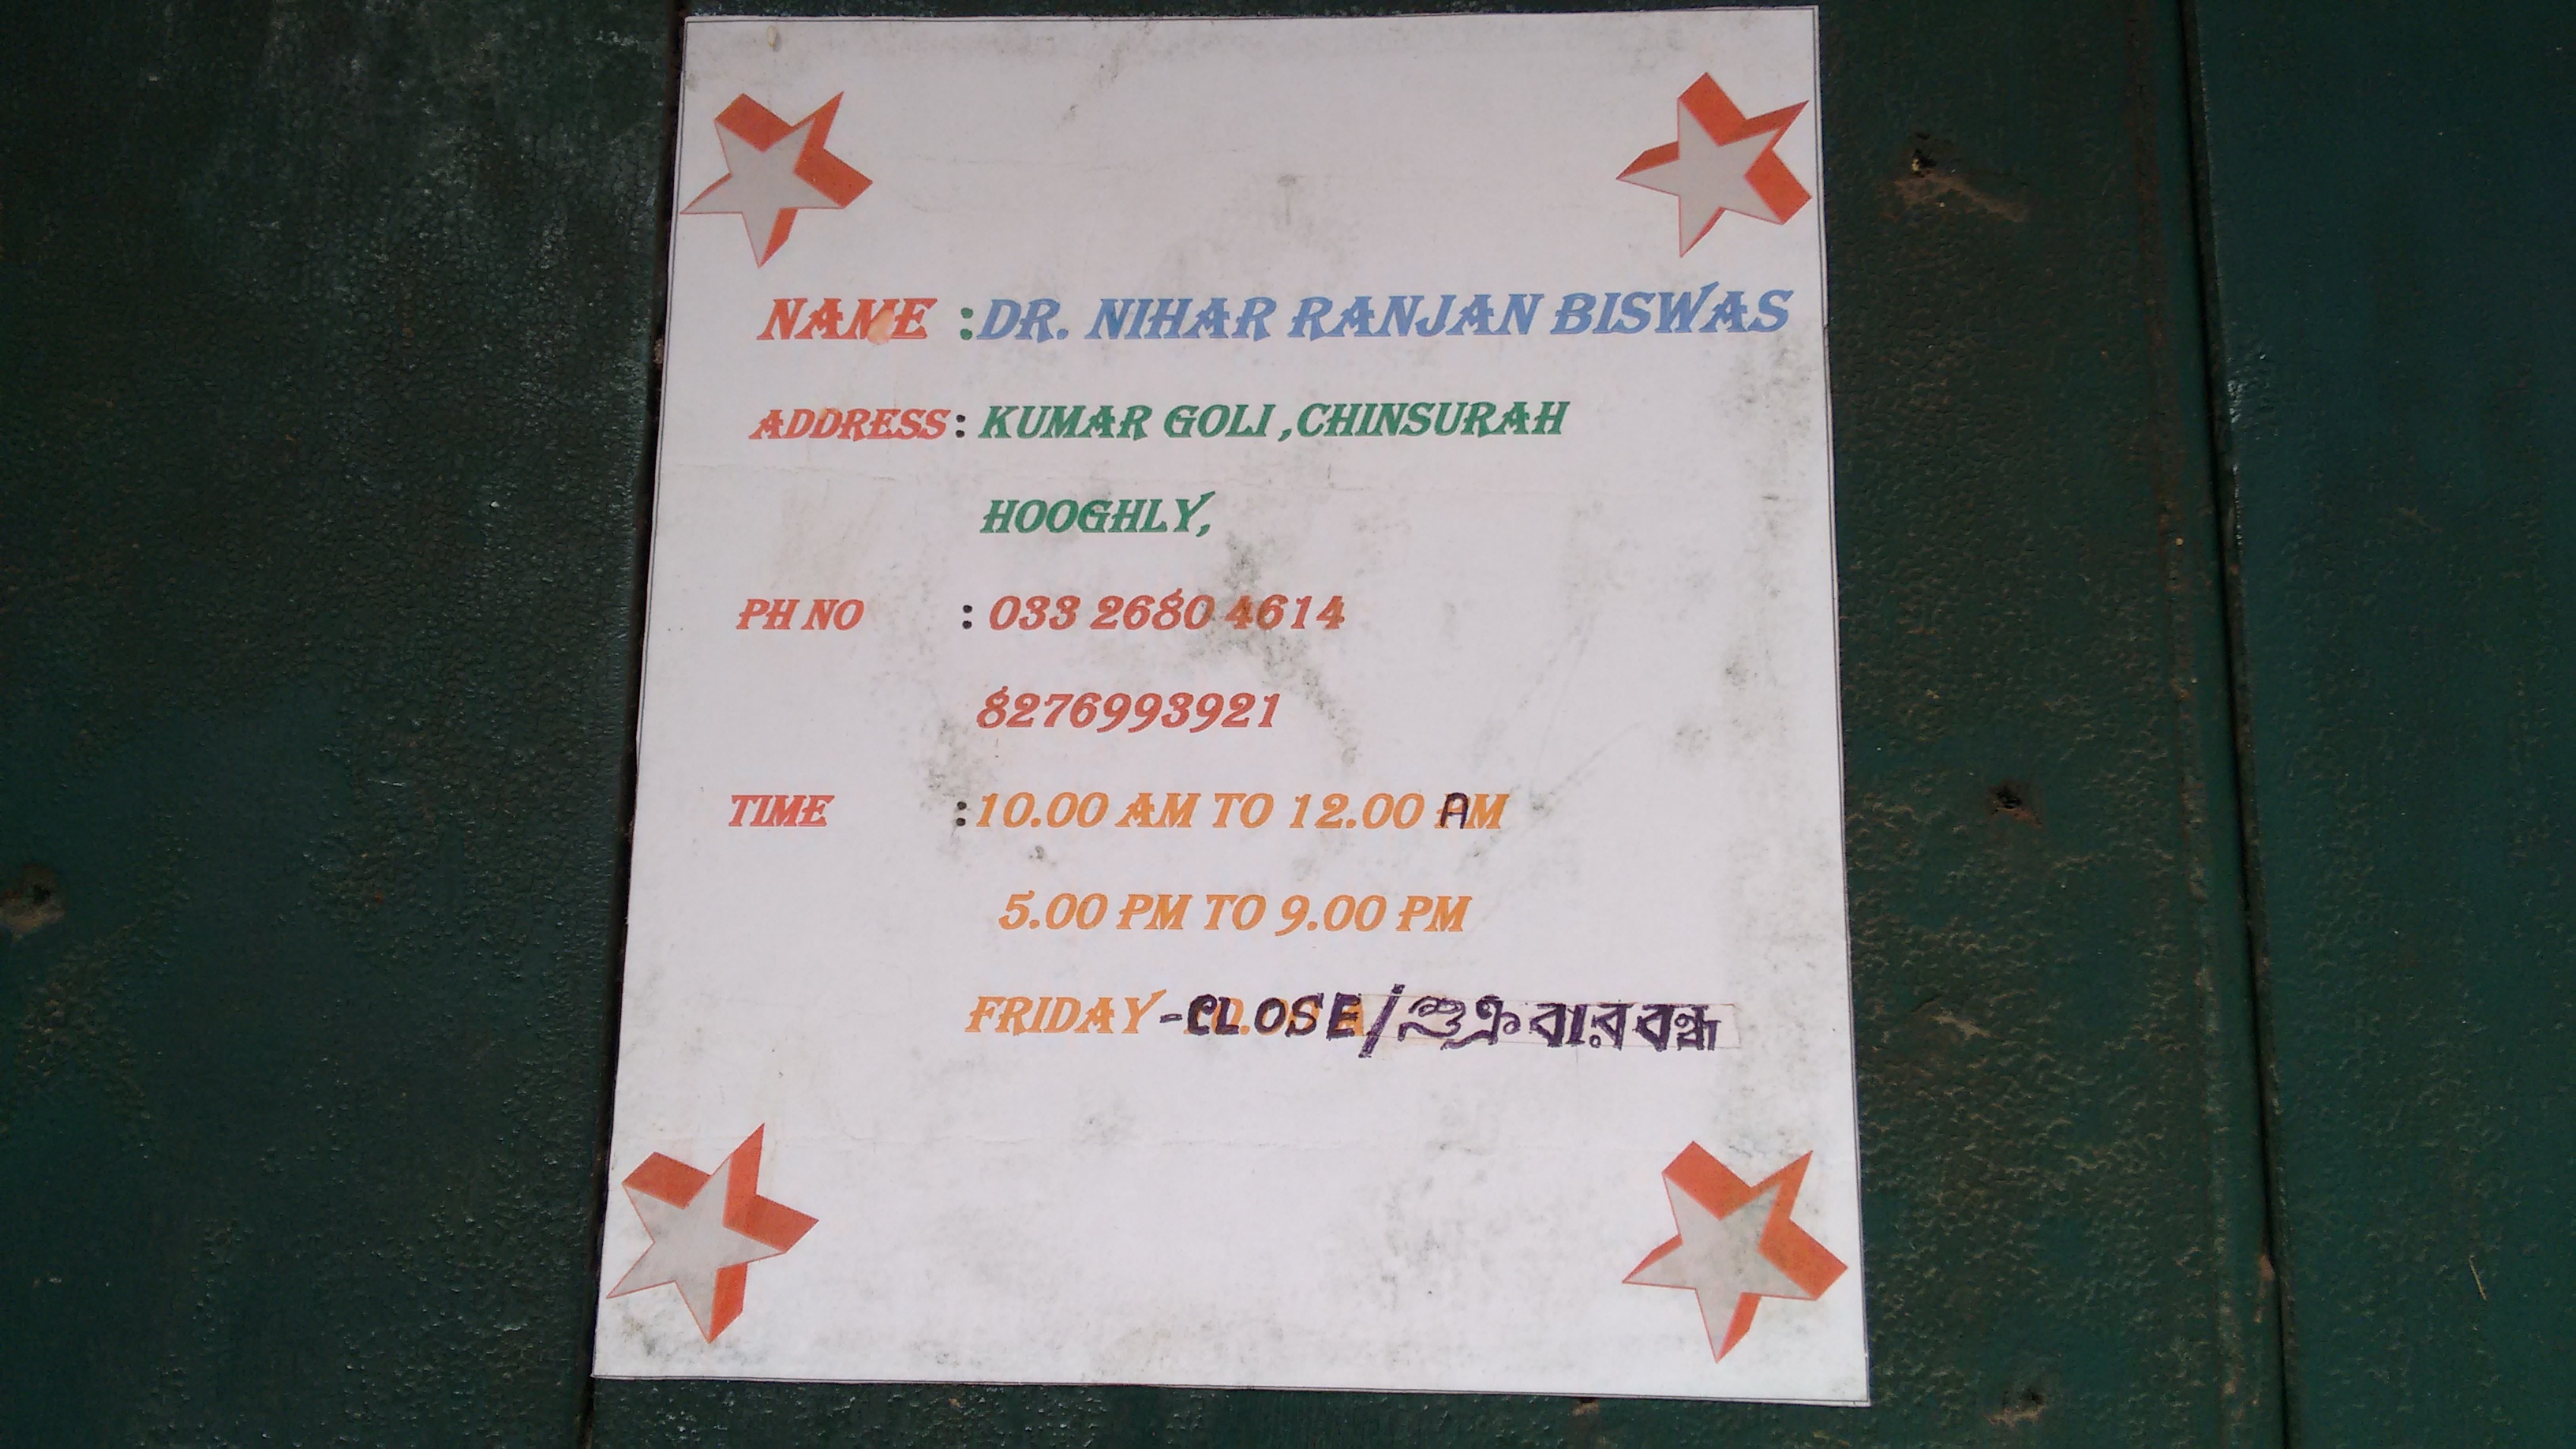 NAME :DR. NIHAR RANJAN BISWAS
ADDRESS : KUMAR GOLI ,CHINSURAH
HOOGHLY,
PH NO : 033 2680 4614
8276993921
TIME :10.00 AM TO 12.00 AM
5.00 PM TO 9.00 PM
FRIDAY -CLOSE/শুক্রবার বন্ধ